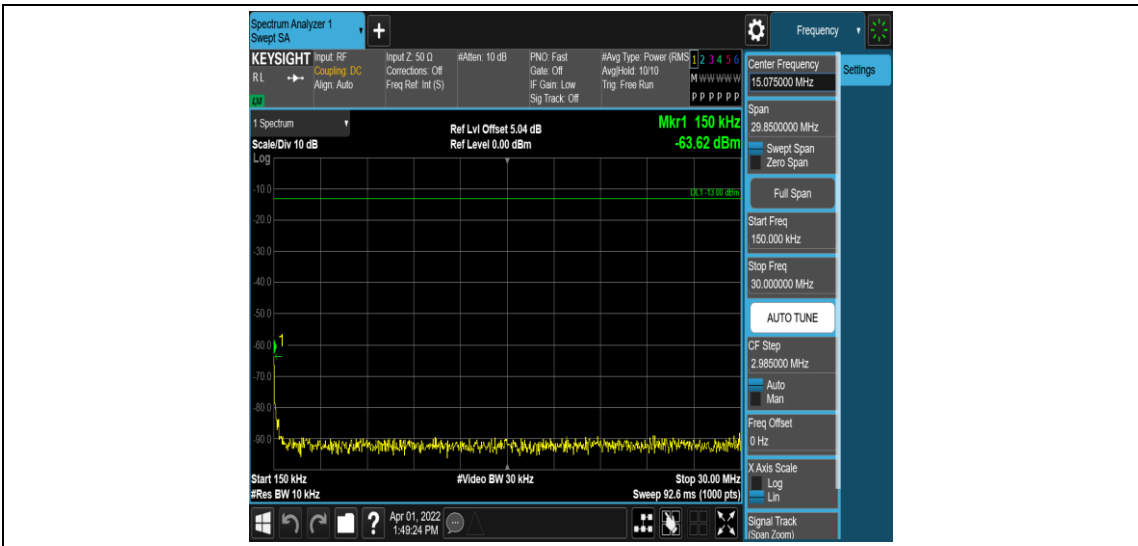 Spectrum Analyzer 1
Swept SA
+
Frequency
KEYSIGHT
RL
LXI
Input: RF
Coupling: DC
Align: Auto
Input Z: 50 Ω
Corrections: Off
Freq Ref: Int (S)
#Atten: 10 dB
PNO: Fast
Gate: Off
IF Gain: Low
Sig Track: Off
#Avg Type: Power (RMS
Avg|Hold: 10/10
Trig: Free Run
1 2 3 4 5 6
M W W W W W
P P P P P P
1 Spectrum
Scale/Div 10 dB
Log
Ref Lvl Offset 5.04 dB
Ref Level 0.00 dBm
Mkr1 150 kHz
-63.62 dBm
DL1 -13.00 dBm
-10.0
-20.0
-30.0
-40.0
-50.0
-60.0
-70.0
-80.0
-90.0
1
Start 150 kHz
#Res BW 10 kHz
#Video BW 30 kHz
Stop 30.00 MHz
Sweep 92.6 ms (1000 pts)
Apr 01, 2022
1:49:24 PM
?
Center Frequency
15.075000 MHz
Settings
Span
29.8500000 MHz
Swept Span
Zero Span
Full Span
Start Freq
150.000 kHz
Stop Freq
30.000000 MHz
AUTO TUNE
CF Step
2.985000 MHz
Auto
Man
Freq Offset
0 Hz
X Axis Scale
Log
Lin
Signal Track
(Span Zoom)